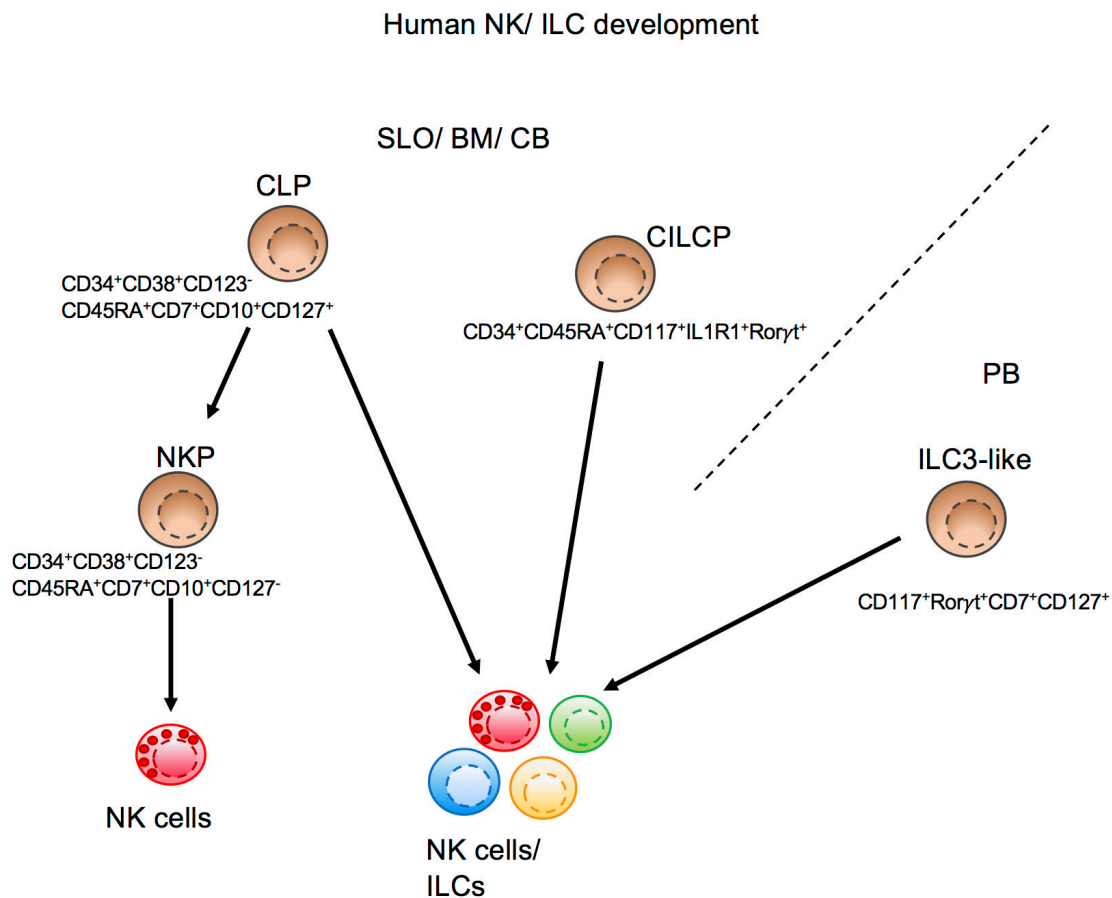 Human NK/ ILC development
SLO/ BM/ CB
CLP
CD34⁺CD38⁺CD123⁻
CD45RA⁺CD7⁺CD10⁺CD127⁺
CILCP
CD34⁺CD45RA⁺CD117⁺IL1R1⁺Rorγt⁺
PB
NKP
CD34⁺CD38⁺CD123⁻
CD45RA⁺CD7⁺CD10⁺CD127⁻
ILC3-like
CD117⁺Rorγt⁺CD7⁺CD127⁺
NK cells
NK cells/
ILCs